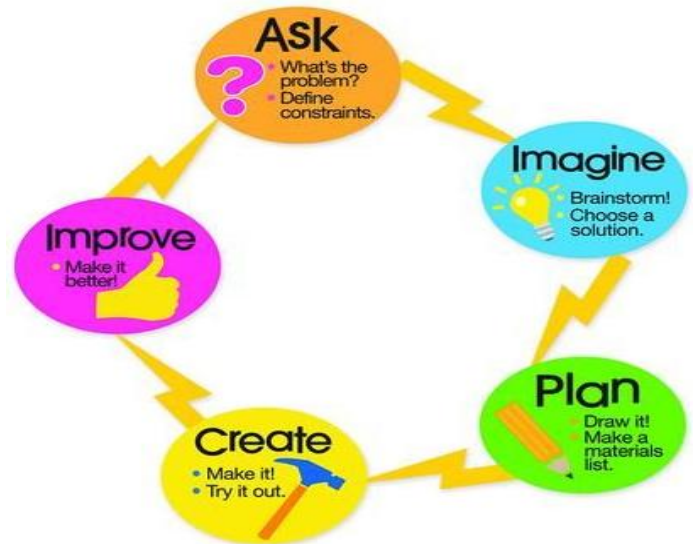 Ask
• What's the
problem?
• Define
constraints.
Imagine
• Brainstorm!
• Choose a
solution.
Plan
• Draw it!
• Make a
materials
list.
Create
• Make it!
• Try it out.
Improve
• Make it
better!